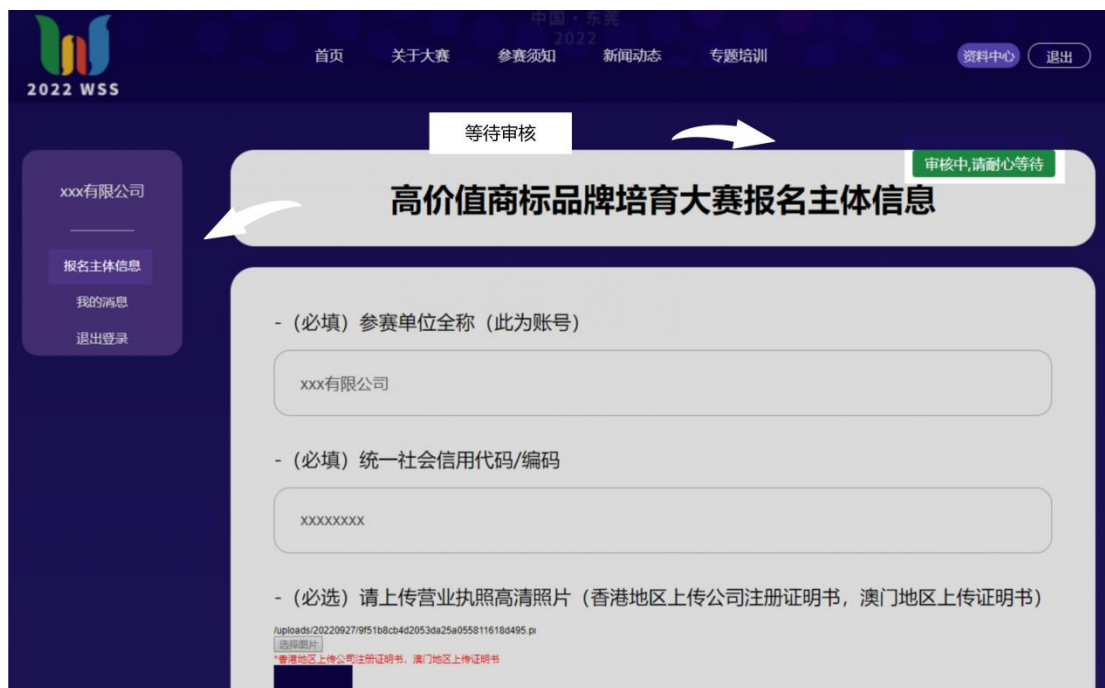 中国·东莞
2022
首页 关于大赛 参赛须知 新闻动态 专题培训 资料中心 退出
2022 WSS
等待审核
审核中,请耐心等待
xxx有限公司
报名主体信息
我的消息
退出登录
高价值商标品牌培育大赛报名主体信息
- （必填）参赛单位全称（此为账号）
xxx有限公司
- （必填）统一社会信用代码/编码
xxxxxxxx
- （必选）请上传营业执照高清照片（香港地区上传公司注册证明书，澳门地区上传证明书）
/uploads/20220927/9f51b8cb4d2053da25a055811618d495.pı
选择图片
*香港地区上传公司注册证明书，澳门地区上传证明书